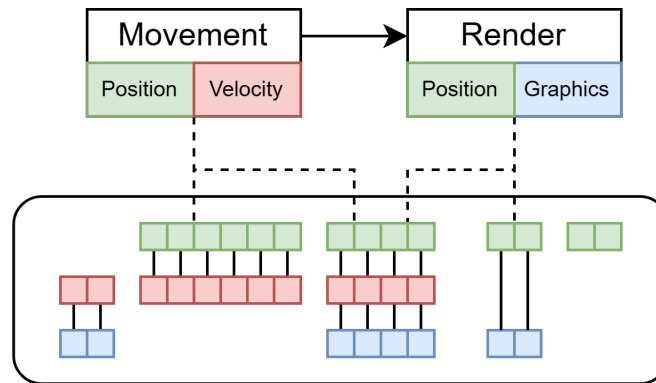 Movement
Render
Position
Velocity
Position
Graphics